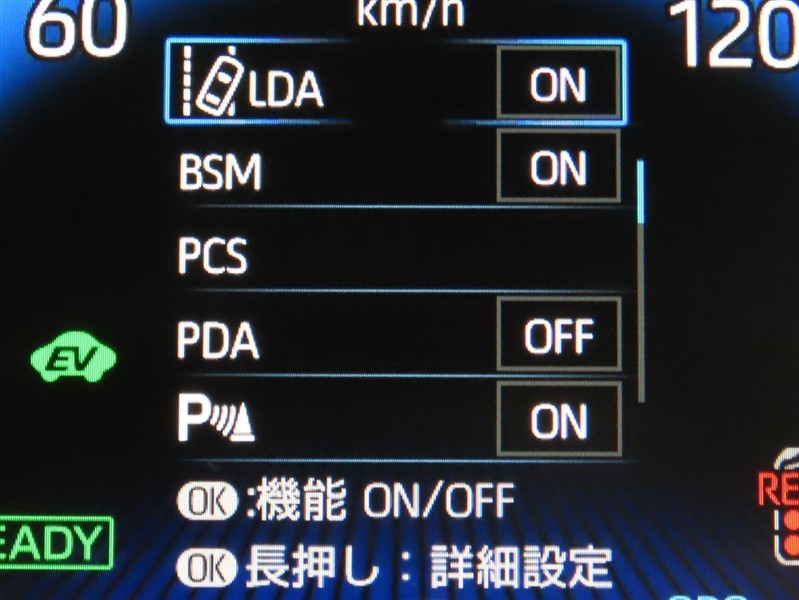 60 km/h 120
LDA ON
BSM ON
PCS
PDA OFF
EV
P ON
OK:機能 ON/OFF
EADY
OK長押し：詳細設定